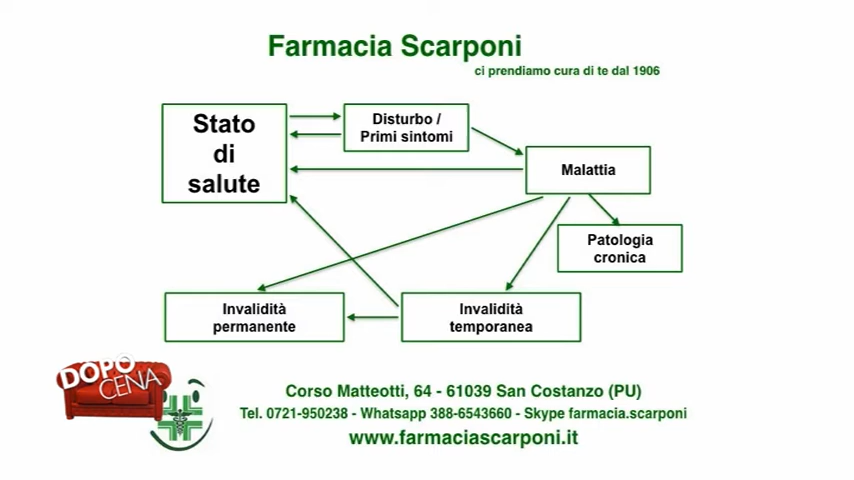 Farmacia Scarponi
ci prendiamo cura di te dal 1906
Stato
di
salute
Disturbo /
Primi sintomi
Malattia
Patologia
cronica
Invalidità
permanente
Invalidità
temporanea
DOPO
CENA
Corso Matteotti, 64 - 61039 San Costanzo (PU)
Tel. 0721-950238 - Whatsapp 388-6543660 - Skype farmacia.scarponi
www.farmaciascarponi.it